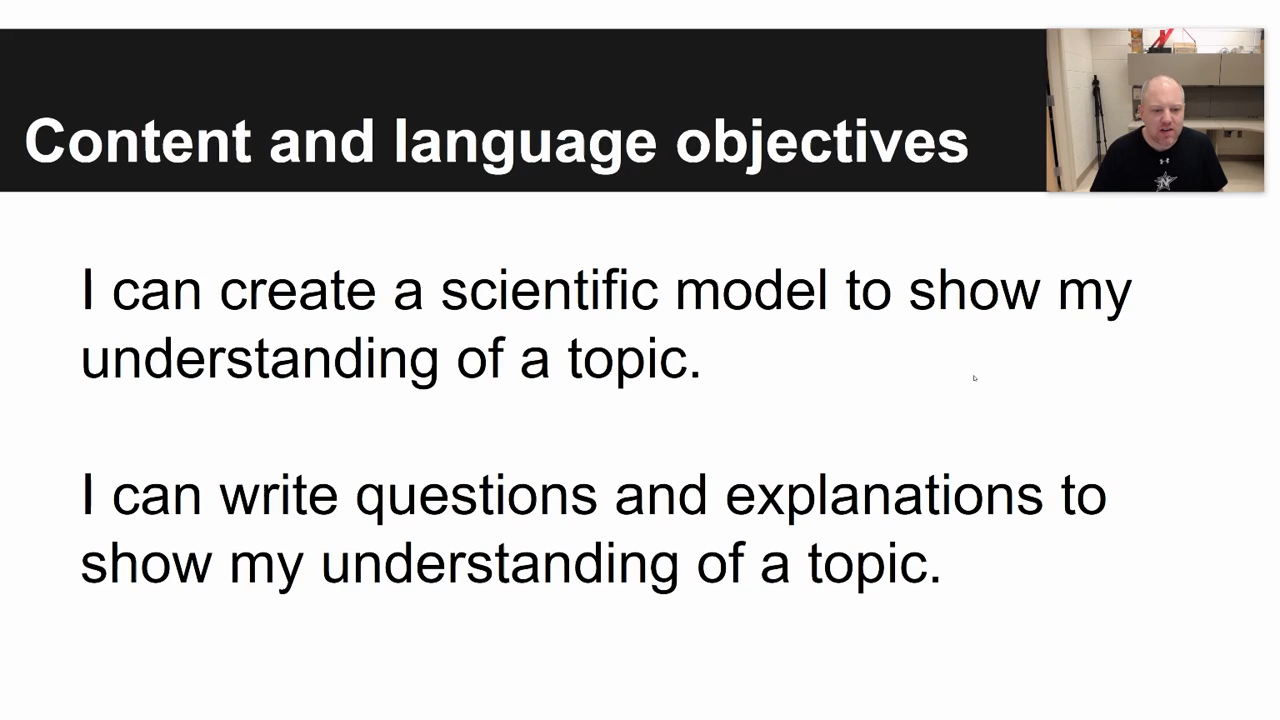 Content and language objectives
I can create a scientific model to show my
understanding of a topic.
I can write questions and explanations to
show my understanding of a topic.